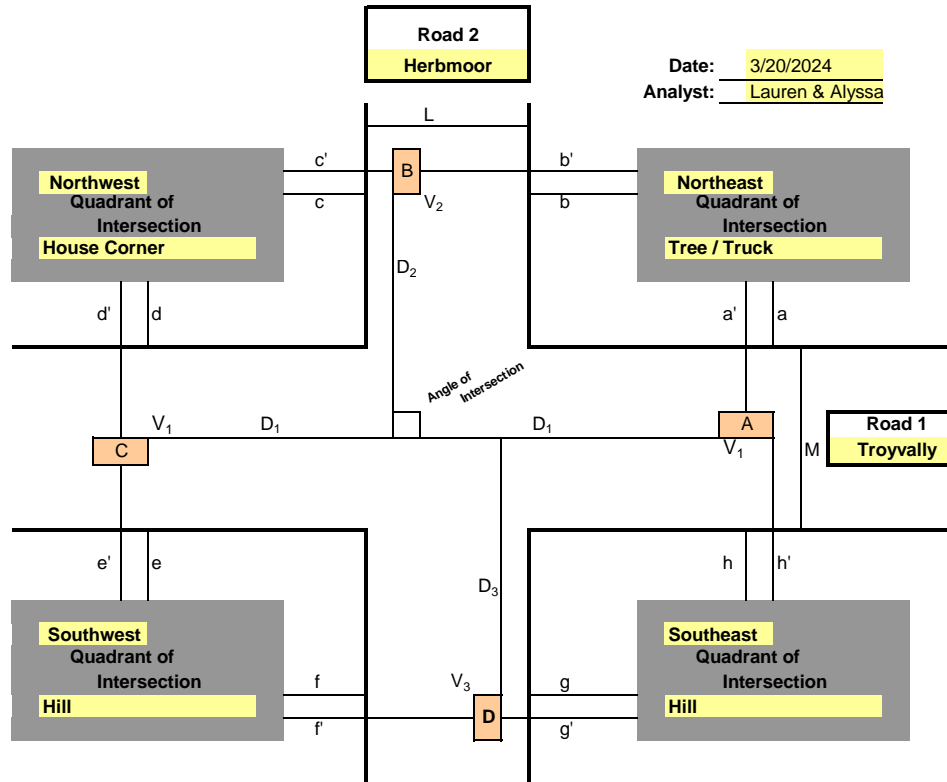 Road 2
Herbmoor
Date: 3/20/2024
Analyst: Lauren & Alyssa
L
c' B b'
Northwest
Quadrant of
Intersection
House Corner
c V2 b
Northeast
Quadrant of
Intersection
Tree / Truck
D2
d' d
a' a
Angle of
Intersection
V1 D1 D1 A
C V1 M
Road 1
Troyvally
e' e
D3
h h'
Southwest
Quadrant of
Intersection
Hill
f V3 g
f' D g'
Southeast
Quadrant of
Intersection
Hill